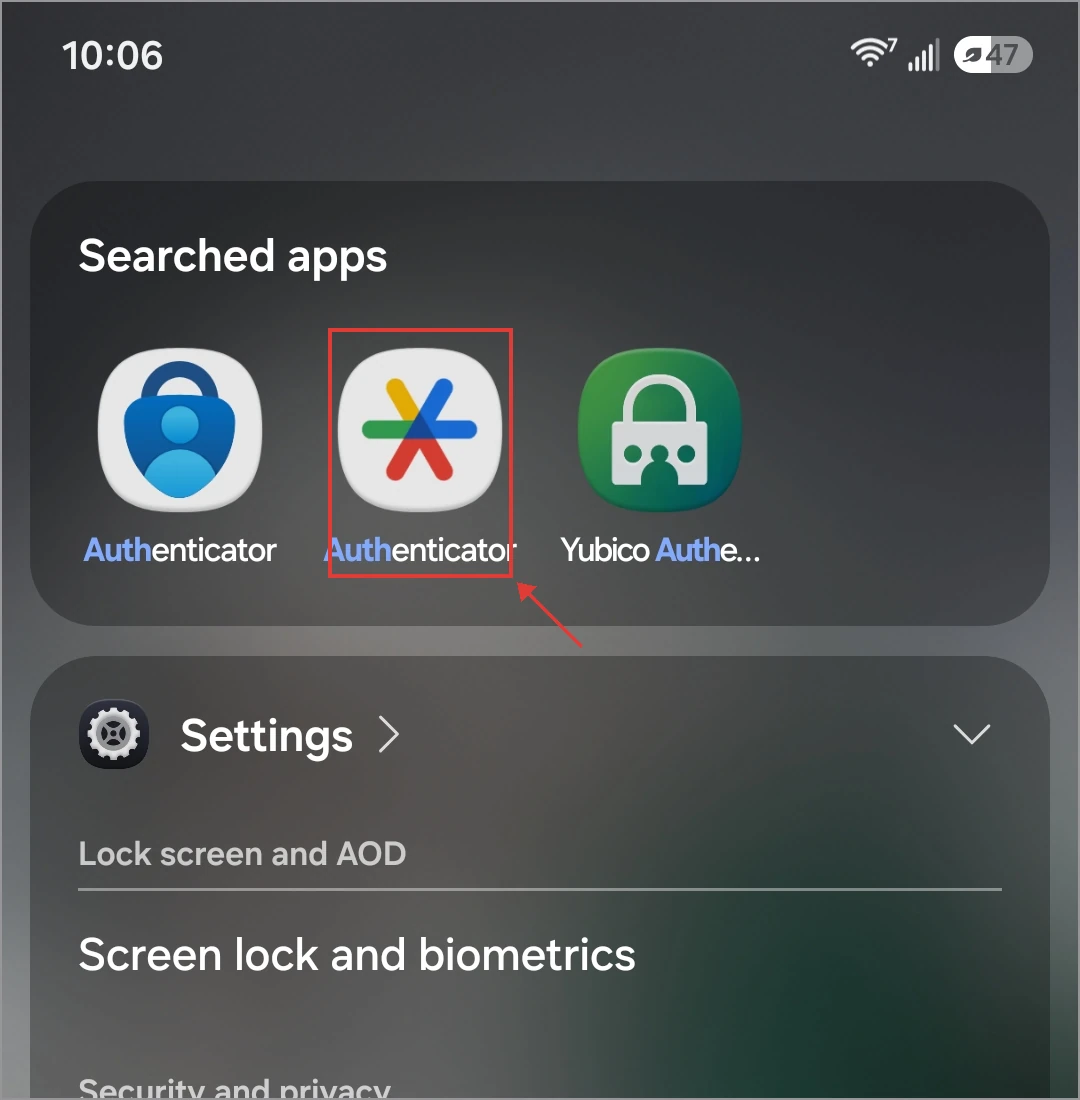 10:06
7
47
Searched apps
Authenticator
Authenticator
Yubico Authe...
Settings
Lock screen and AOD
Screen lock and biometrics
Security and privacy